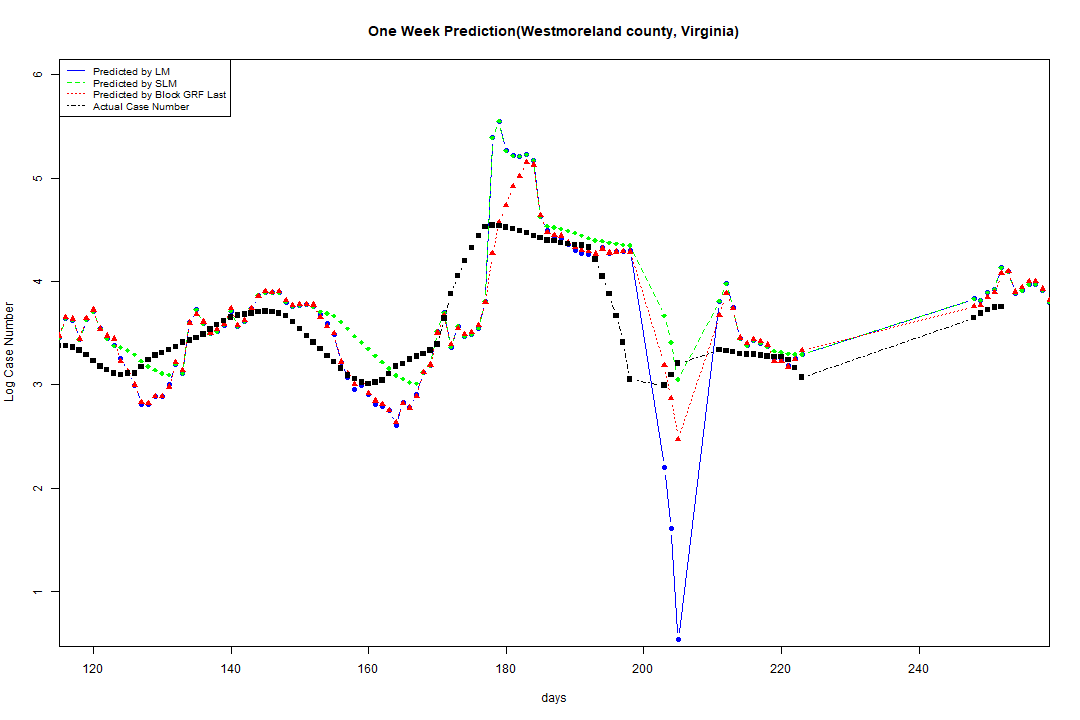 One Week Prediction(Westmoreland county, Virginia)
Predicted by LM
Predicted by SLM
Predicted by Block GRF Last
Actual Case Number
6
5
4
3
2
1
Log Case Number
120 140 160 180 200 220 240
days